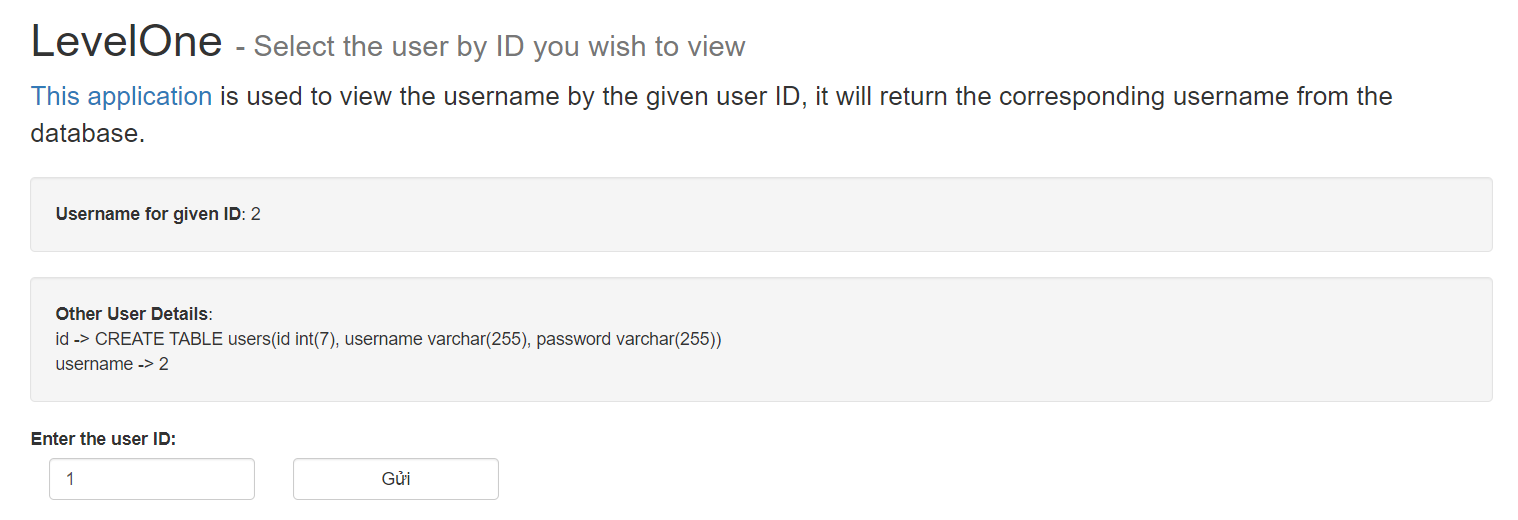 LevelOne - Select the user by ID you wish to view
This application is used to view the username by the given user ID, it will return the corresponding username from the
database.
Username for given ID: 2
Other User Details:
id -> CREATE TABLE users(id int(7), username varchar(255), password varchar(255))
username -> 2
Enter the user ID:
1 Gửi